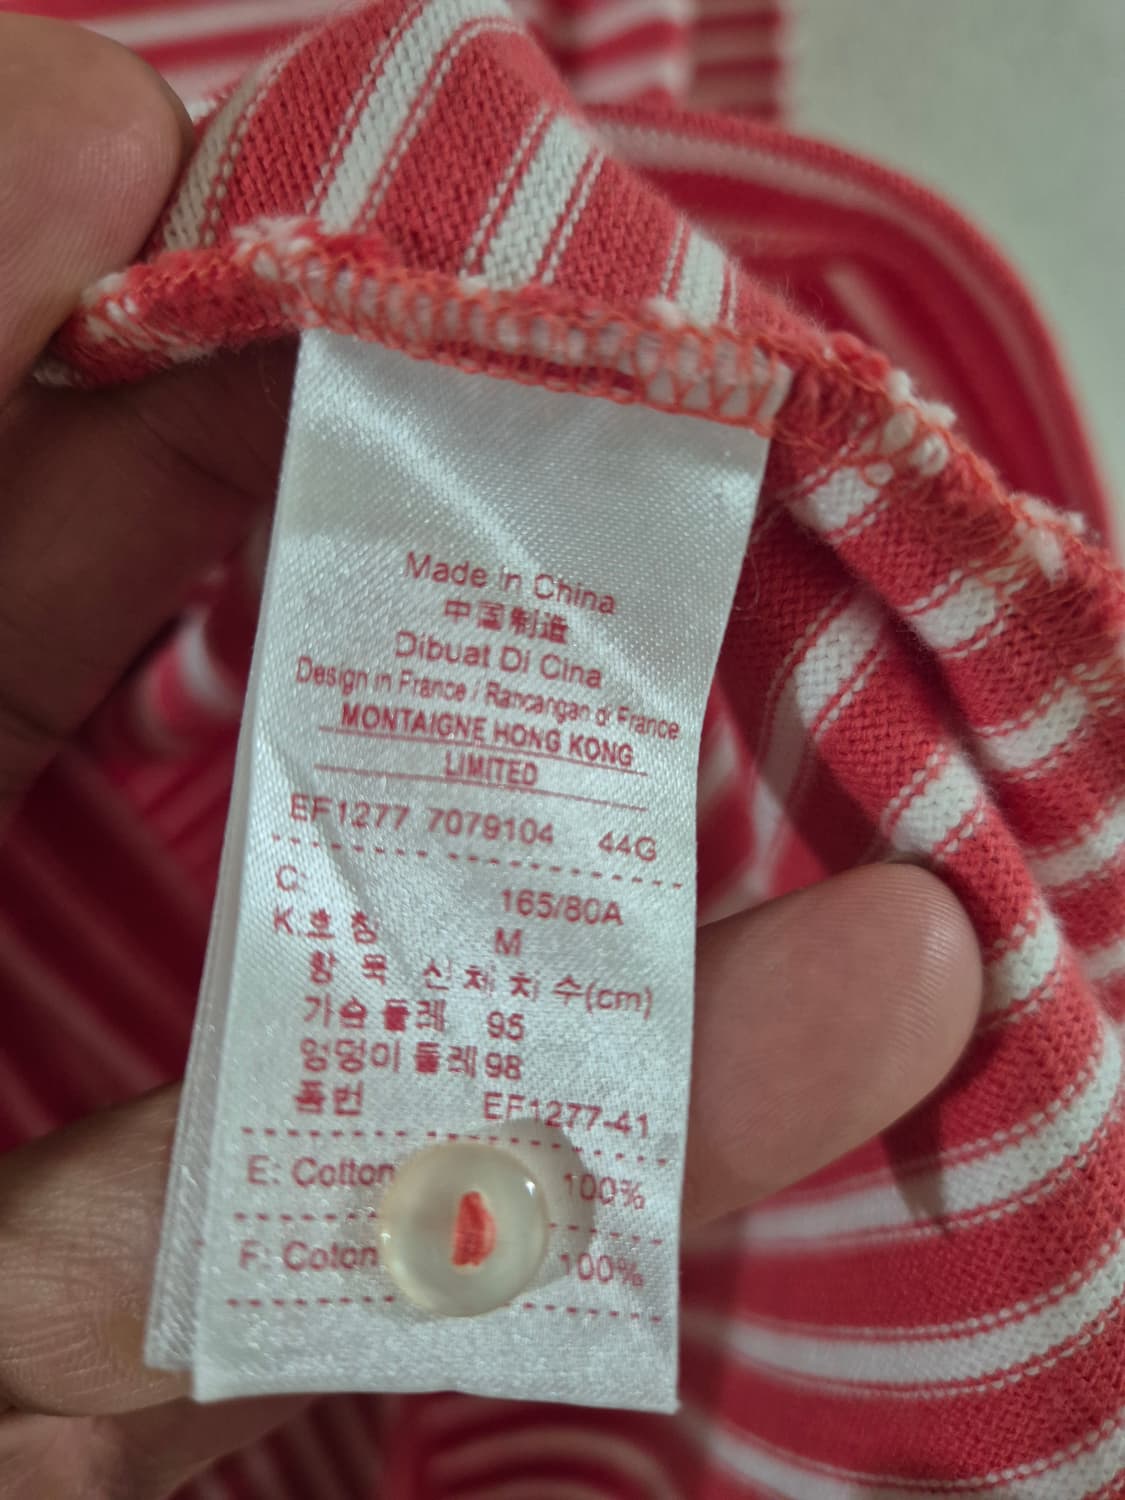 Made in China
中国制造
Dibuat Di Cina
Design in France / Rancangan di France
MONTAIGNE HONG KONG
LIMITED
EF1277 7079104 44G
C: 165/80A
K.호 칭 M
항 목 신 체 치 수(cm)
가슴 둘레 95
엉덩이 둘레 98
품번 EF1277-41
E: Cotton 100%
F: Coton 100%